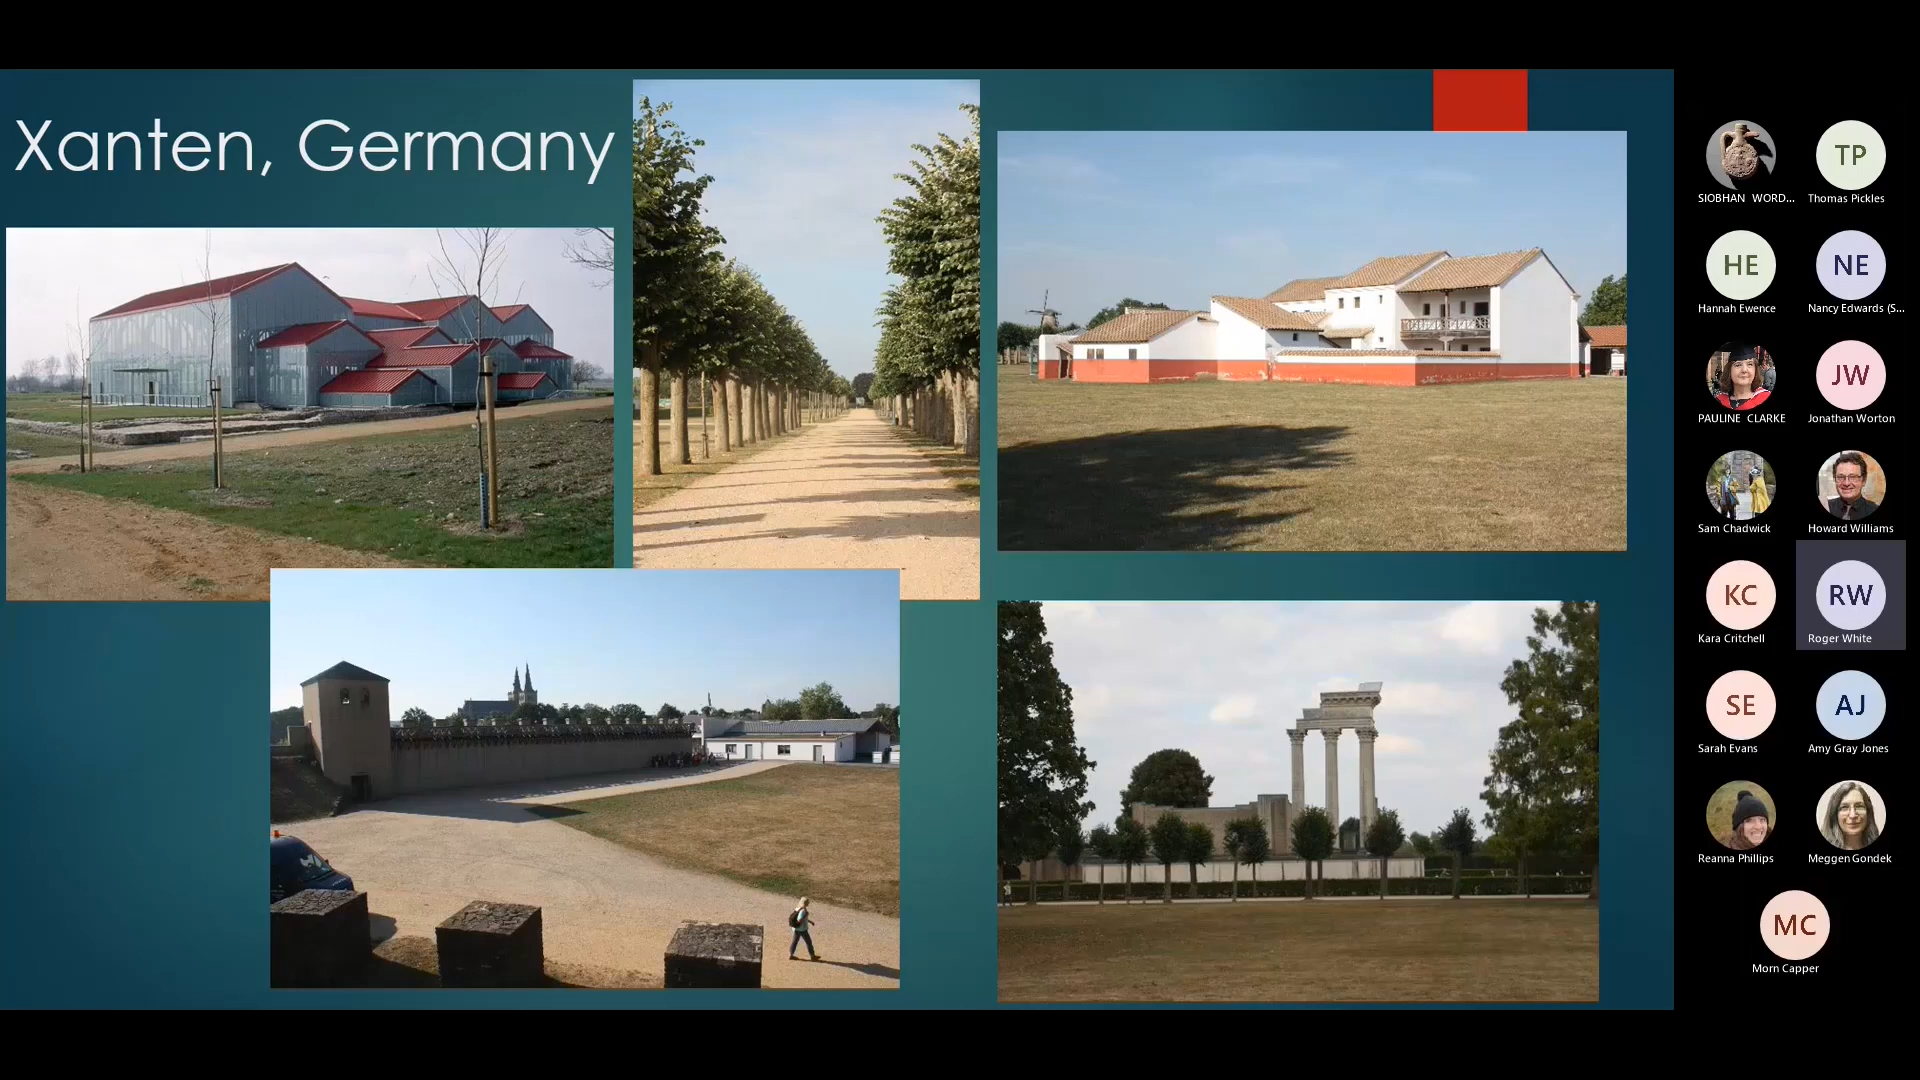 Xanten, Germany
SIOBHAN WORD...
TP
Thomas Pickles
HE
Hannah Ewence
NE
Nancy Edwards (S...
PAULINE CLARKE
JW
Jonathan Worton
Sam Chadwick
Howard Williams
KC
Kara Critchell
RW
Roger White
SE
Sarah Evans
AJ
Amy Gray Jones
Reanna Phillips
Meggen Gondek
MC
Morn Capper